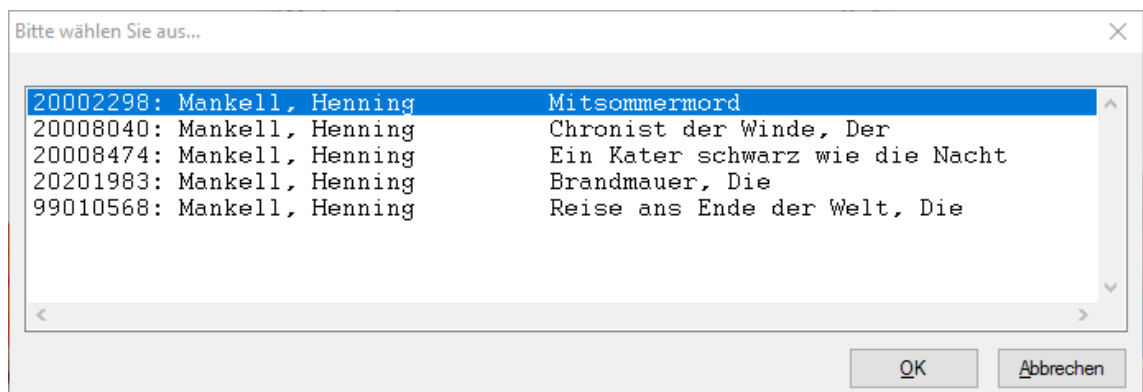 Bitte wählen Sie aus...
20002298: Mankell, Henning Mitsommermord
20008040: Mankell, Henning Chronist der Winde, Der
20008474: Mankell, Henning Ein Kater schwarz wie die Nacht
20201983: Mankell, Henning Brandmauer, Die
99010568: Mankell, Henning Reise ans Ende der Welt, Die
OK Abbrechen